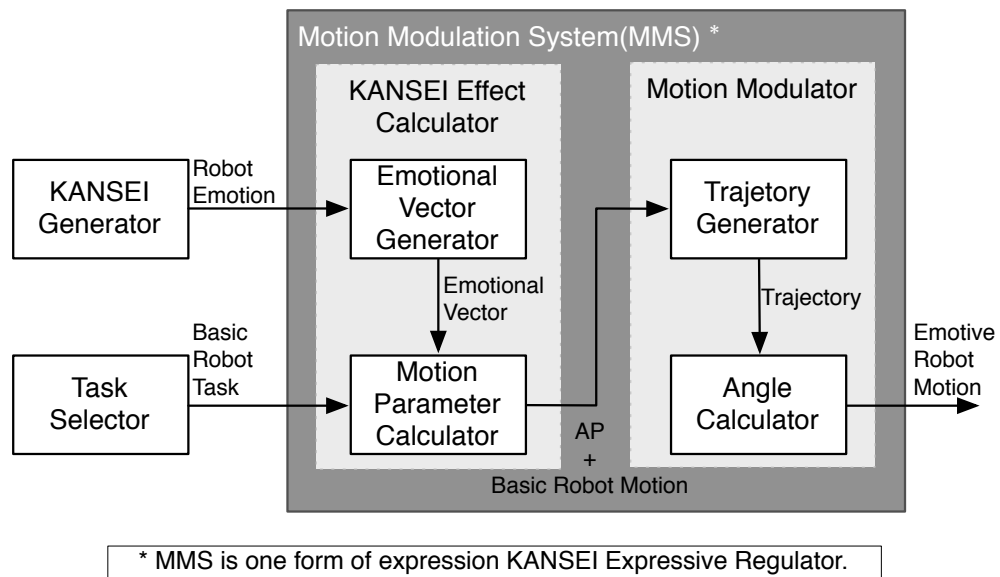 Motion Modulation System(MMS) *
KANSEI Effect
Calculator
Motion Modulator
KANSEI
Generator
Robot
Emotion
Emotional
Vector
Generator
Trajetory
Generator
Emotional
Vector
Trajectory
Task
Selector
Basic
Robot
Task
Motion
Parameter
Calculator
AP
+
Basic Robot Motion
Angle
Calculator
Emotive
Robot
Motion
* MMS is one form of expression KANSEI Expressive Regulator.